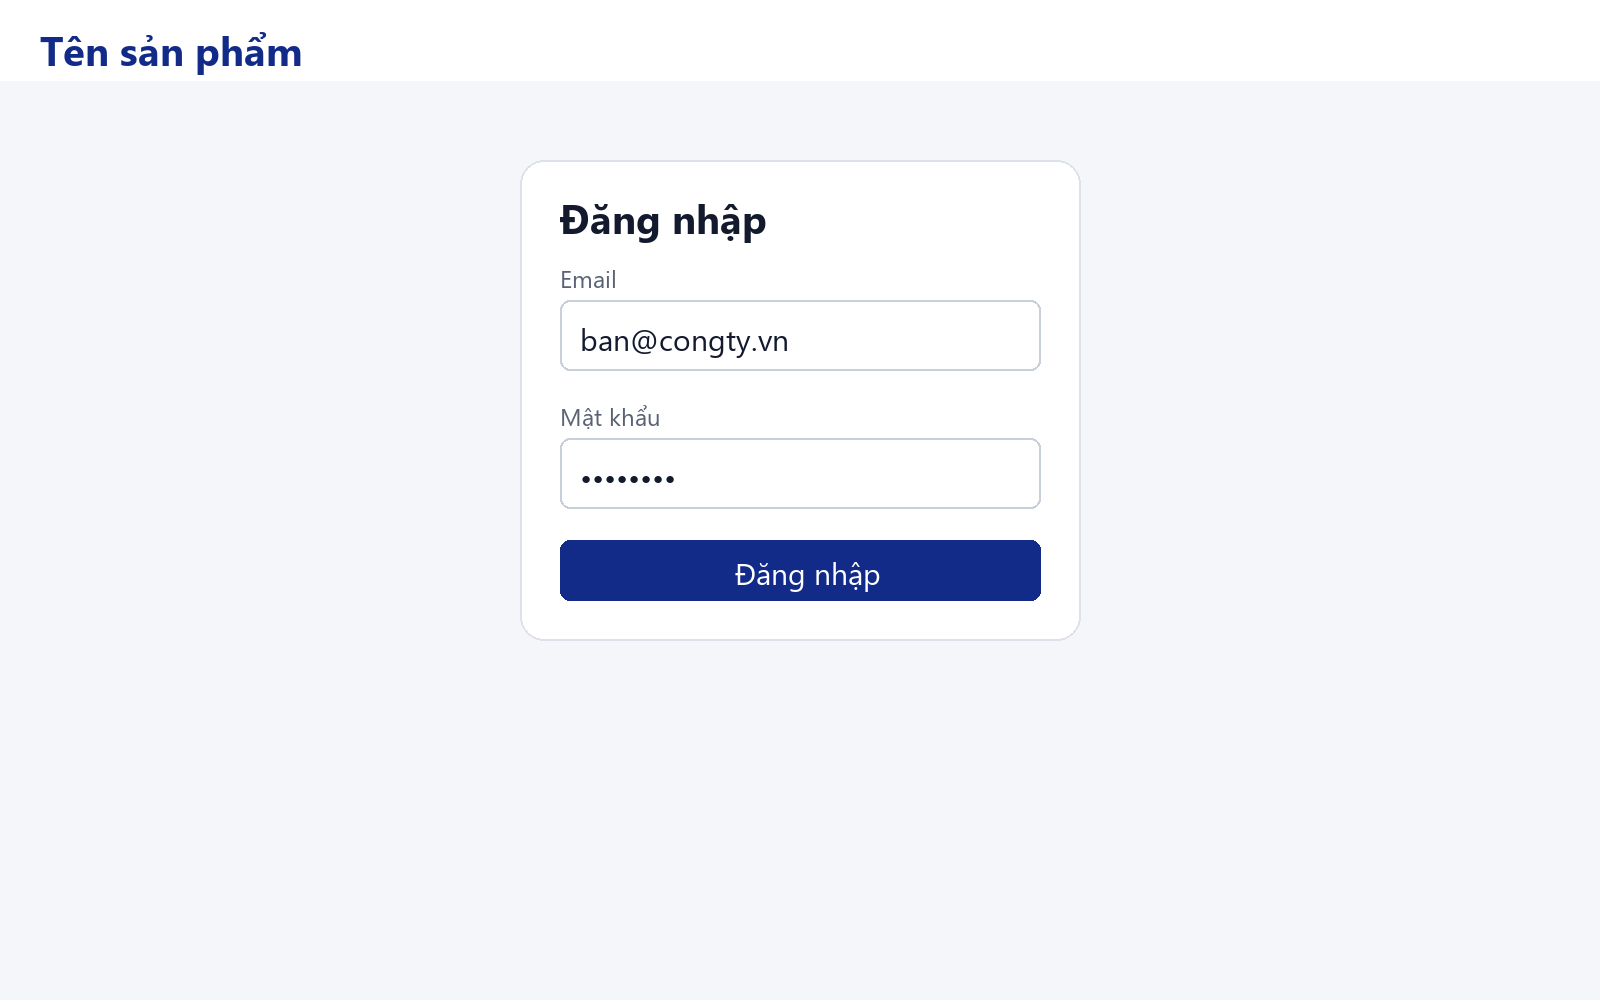 Tên sản phẩm
Đăng nhập
Email
ban@congty.vn
Mật khẩu
••••••••
Đăng nhập